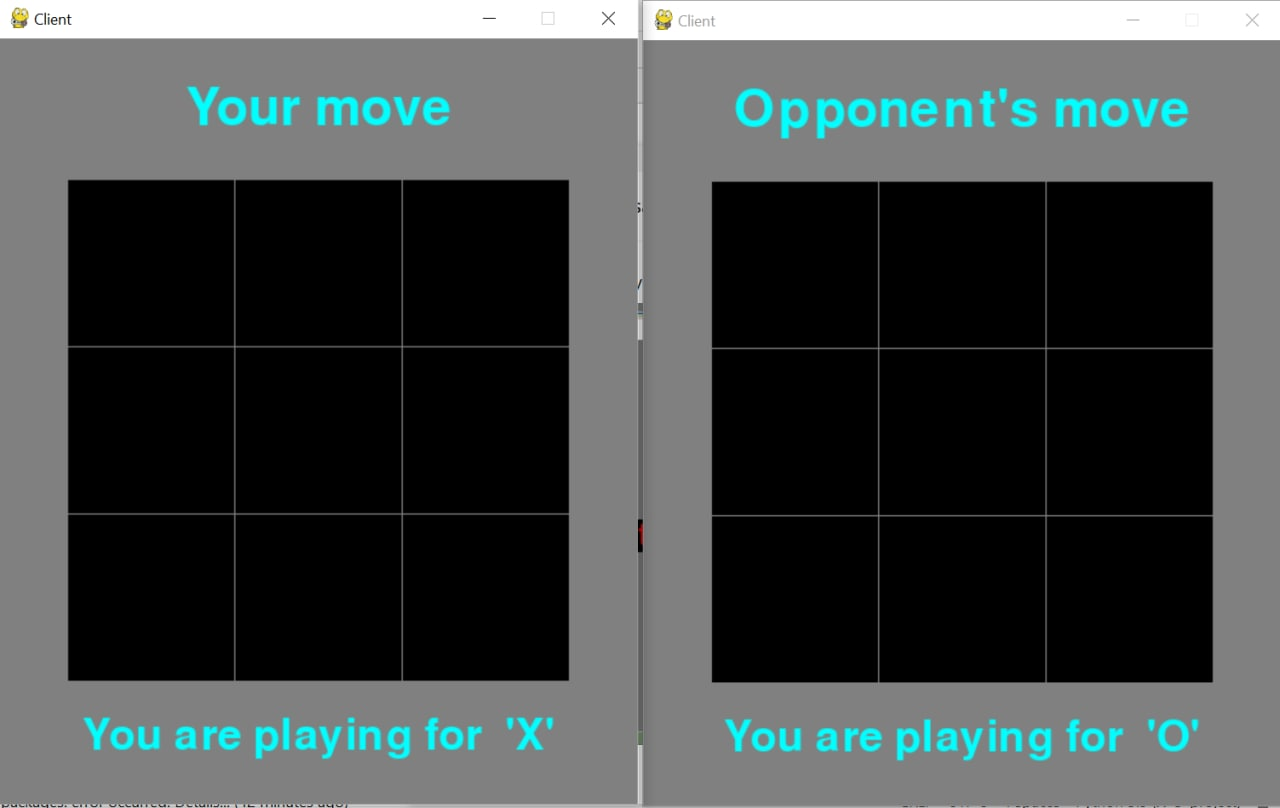 Client
Your move
You are playing for 'X'
Client
Opponent's move
You are playing for 'O'